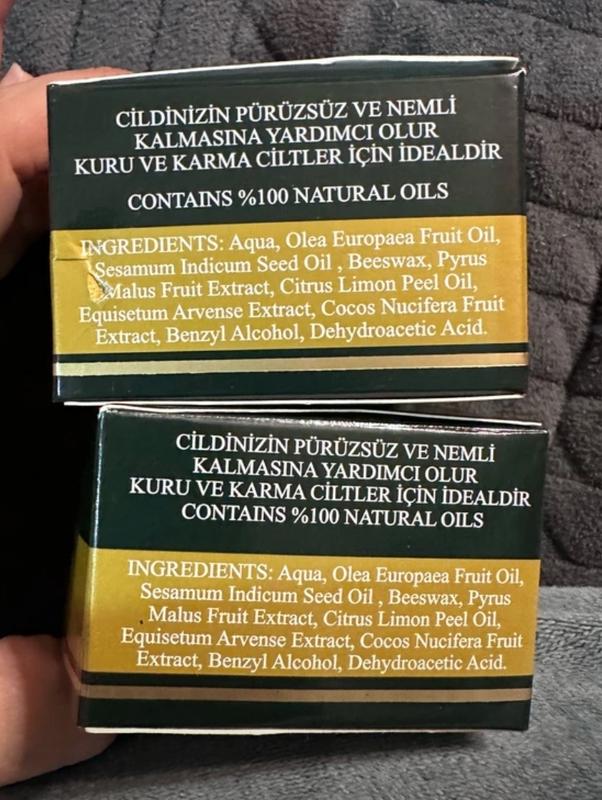 CİLDİNİZİN PÜRÜZSÜZ VE NEMLİ
KALMASINA YARDIMCI OLUR
KURU VE KARMA CİLTLER İÇİN İDEALDİR
CONTAINS %100 NATURAL OILS
INGREDIENTS: Aqua, Olea Europaea Fruit Oil,
Sesamum Indicum Seed Oil , Beeswax, Pyrus
Malus Fruit Extract, Citrus Limon Peel Oil,
Equisetum Arvense Extract, Cocos Nucifera Fruit
Extract, Benzyl Alcohol, Dehydroacetic Acid.
CİLDİNİZİN PÜRÜZSÜZ VE NEMLİ
KALMASINA YARDIMCI OLUR
KURU VE KARMA CİLTLER İÇİN İDEALDİR
CONTAINS %100 NATURAL OILS
INGREDIENTS: Aqua, Olea Europaea Fruit Oil,
Sesamum Indicum Seed Oil , Beeswax, Pyrus
Malus Fruit Extract, Citrus Limon Peel Oil,
Equisetum Arvense Extract, Cocos Nucifera Fruit
Extract, Benzyl Alcohol, Dehydroacetic Acid.